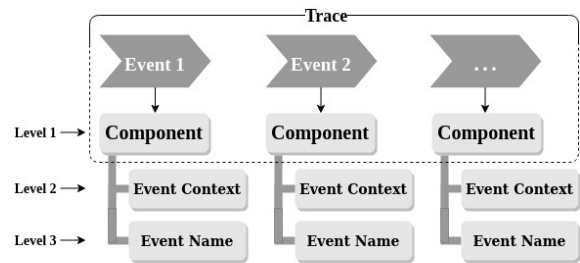 Trace
Event 1
Event 2
...
Level 1
Component
Component
Component
Level 2
Event Context
Event Context
Event Context
Level 3
Event Name
Event Name
Event Name